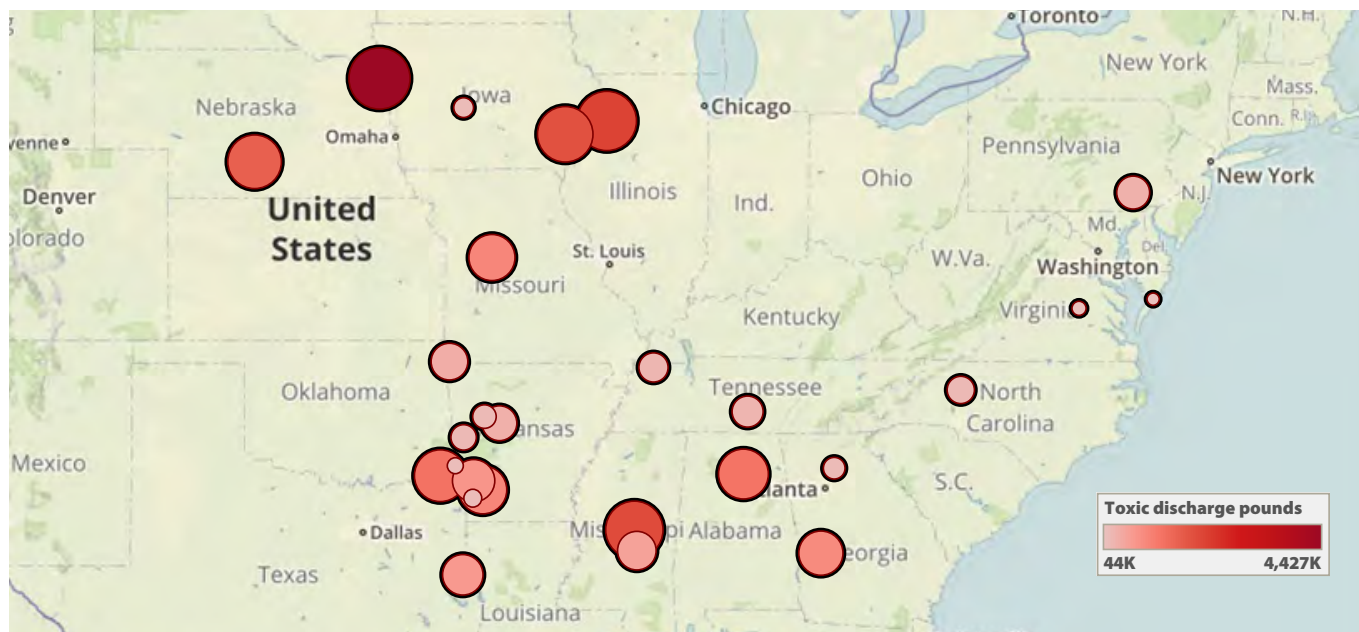 Toronto
N.H.
New York
Mass.
Nebraska
Iowa
Chicago
Conn.
R.I.
Omaha
yenne
Pennsylvania
Denver
Illinois
Ohio
New York
N.J.
Ind.
United
States
olorado
St. Louis
Md.
Del.
W.Va.
Washington
Missouri
Kentucky
Virginia
Oklahoma
Tennessee
North
Carolina
ansas
Mexico
lanta
S.C.
Toxic discharge pounds
44K
4,427K
Dallas
Mis
pi
Alabama
eorgia
Texas
Louisiana